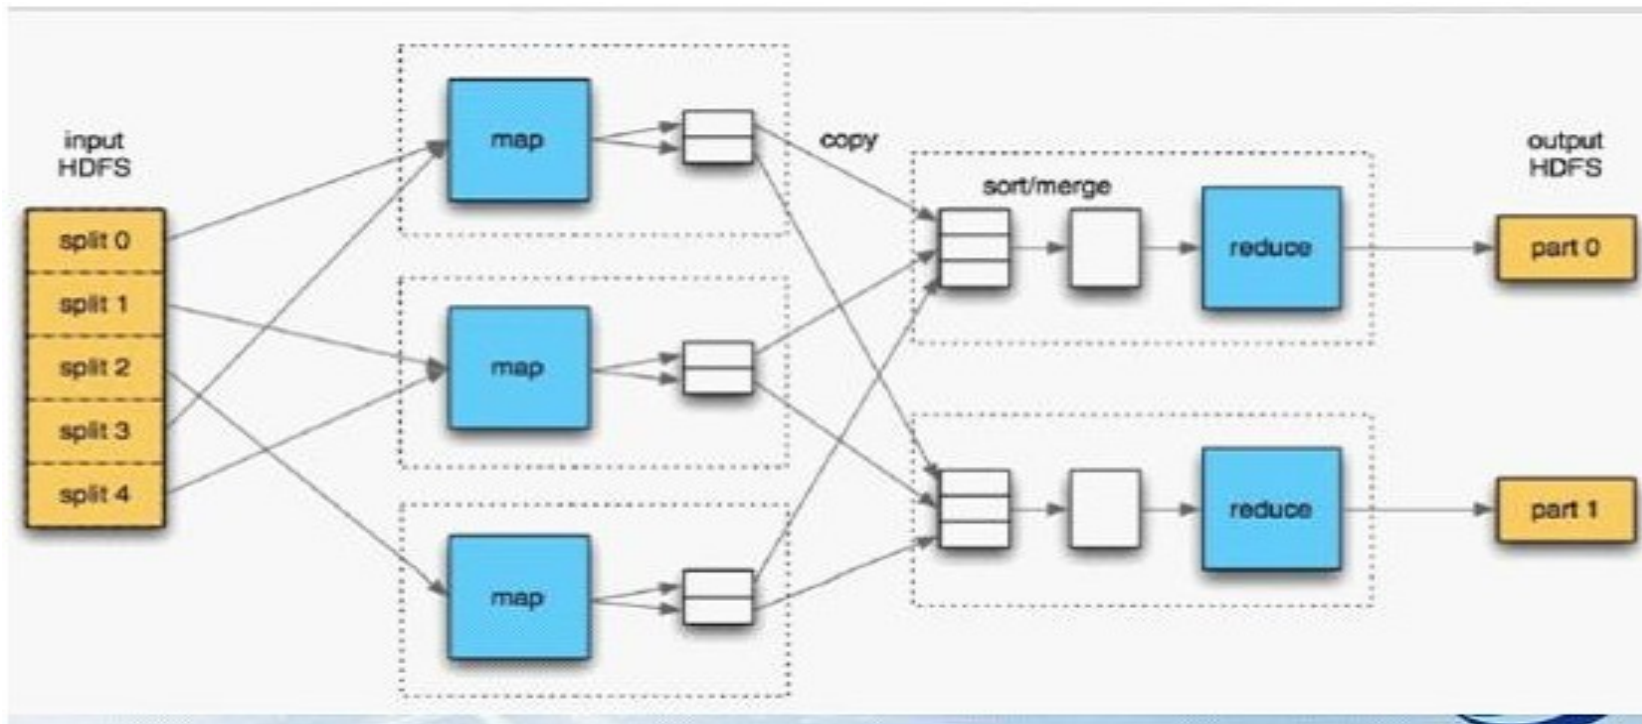 input
HDFS
split 0
split 1
split 2
split 3
split 4
map
map
map
copy
sort/merge
reduce
reduce
output
HDFS
part 0
part 1